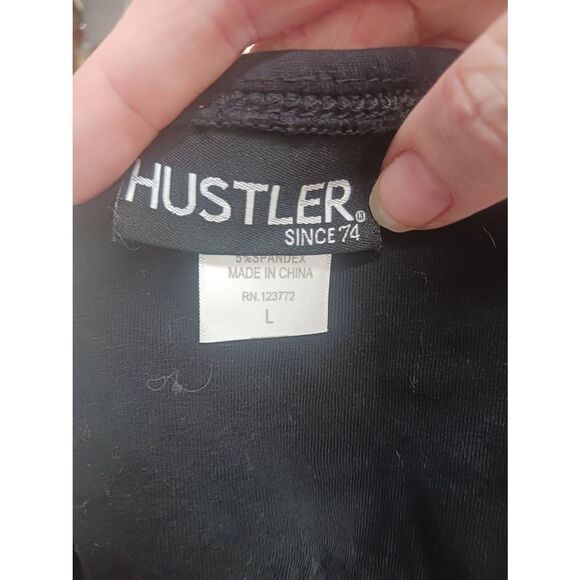 HUSTLER®
SINCE 74
5%SPANDEX
MADE IN CHINA
RN.123772
L